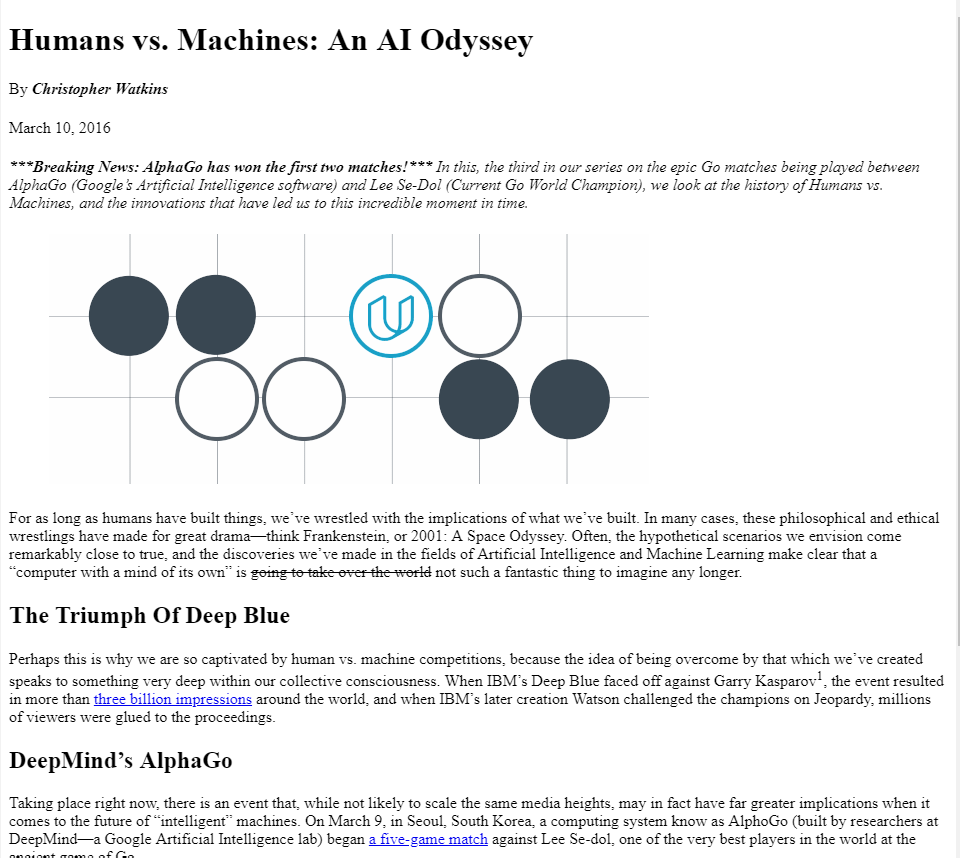 Humans vs. Machines: An AI Odyssey
By Christopher Watkins
March 10, 2016
***Breaking News: AlphaGo has won the first two matches!*** In this, the third in our series on the epic Go matches being played between
AlphaGo (Google’s Artificial Intelligence software) and Lee Se-Dol (Current Go World Champion), we look at the history of Humans vs.
Machines, and the innovations that have led us to this incredible moment in time.
For as long as humans have built things, we’ve wrestled with the implications of what we’ve built. In many cases, these philosophical and ethical
wrestlings have made for great drama—think Frankenstein, or 2001: A Space Odyssey. Often, the hypothetical scenarios we envision come
remarkably close to true, and the discoveries we’ve made in the fields of Artificial Intelligence and Machine Learning make clear that a
“computer with a mind of its own” is going to take over the world not such a fantastic thing to imagine any longer.
The Triumph Of Deep Blue
Perhaps this is why we are so captivated by human vs. machine competitions, because the idea of being overcome by that which we’ve created
speaks to something very deep within our collective consciousness. When IBM’s Deep Blue faced off against Garry Kasparov1, the event resulted
in more than three billion impressions around the world, and when IBM’s later creation Watson challenged the champions on Jeopardy, millions
of viewers were glued to the proceedings.
DeepMind’s AlphaGo
Taking place right now, there is an event that, while not likely to scale the same media heights, may in fact have far greater implications when it
comes to the future of “intelligent” machines. On March 9, in Seoul, South Korea, a computing system know as AlphoGo (built by researchers at
DeepMind—a Google Artificial Intelligence lab) began a five-game match against Lee Se-dol, one of the very best players in the world at the
ancient game of Go.